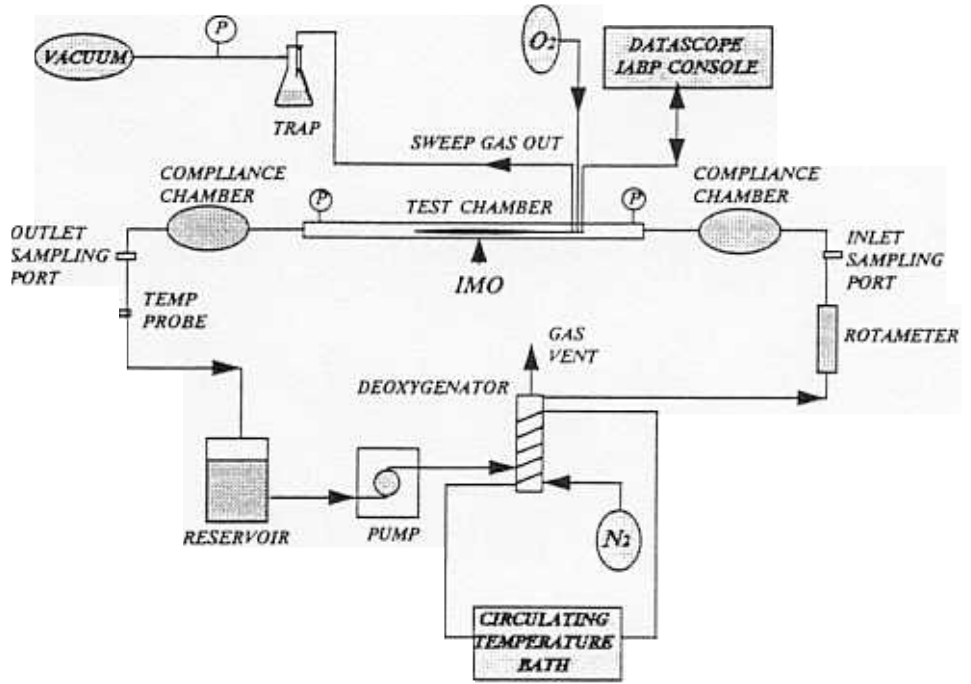 P
VACUUM
TRAP
O2
DATASCOPE
IABP CONSOLE
SWEEP GAS OUT
COMPLIANCE
CHAMBER
P
TEST CHAMBER
P
COMPLIANCE
CHAMBER
OUTLET
SAMPLING
PORT
INLET
SAMPLING
PORT
IMO
TEMP
PROBE
ROTAMETER
GAS
VENT
DEOXYGENATOR
RESERVOIR
PUMP
N2
CIRCULATING
TEMPERATURE
BATH